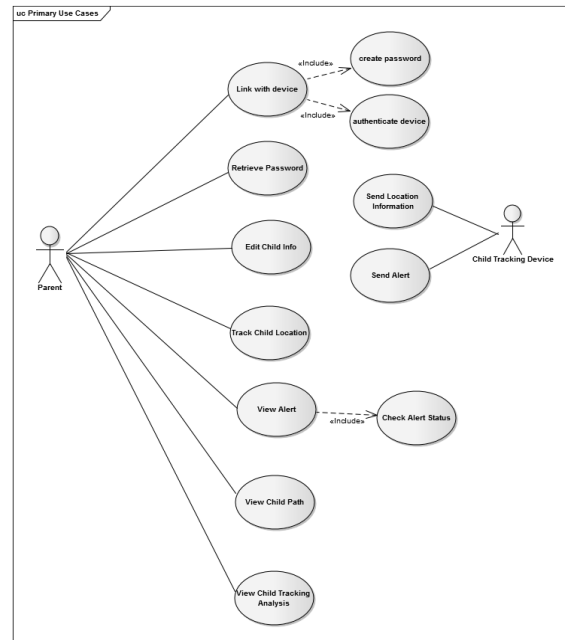 uc Primary Use Cases
create password
«Include»
Link with device
«Include»
authenticate device
Retrieve Password
Send Location
Information
Edit Child Info
Parent
Child Tracking Device
Send Alert
Track Child Location
View Alert
«Include»
Check Alert Status
View Child Path
View Child Tracking
Analysis